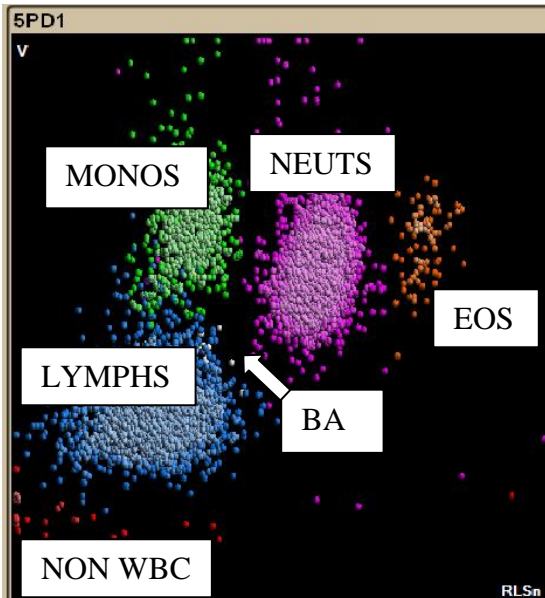 5PD1
V
NEUTS
MONOS
EOS
LYMPHS
BA
NON WBC
RLSn